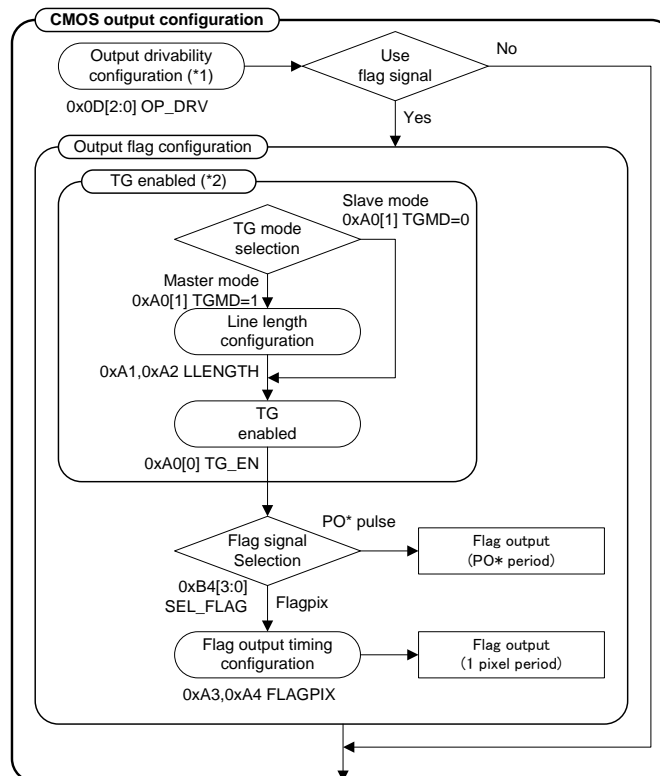 CMOS output configuration
Output drivability
configuration (*1)
Use
flag signal
No
0x0D[2:0] OP_DRV
Yes
Output flag configuration
TG enabled (*2)
Slave mode
0xA0[1] TGMD=0
TG mode
selection
Master mode
0xA0[1] TGMD=1
Line length
configuration
0xA1,0xA2 LLENGTH
TG
enabled
0xA0[0] TG_EN
PO* pulse
Flag signal
Selection
Flag output
(PO* period)
0xB4[3:0]
SEL_FLAG
Flagpix
Flag output timing
configuration
Flag output
(1 pixel period)
0xA3,0xA4 FLAGPIX